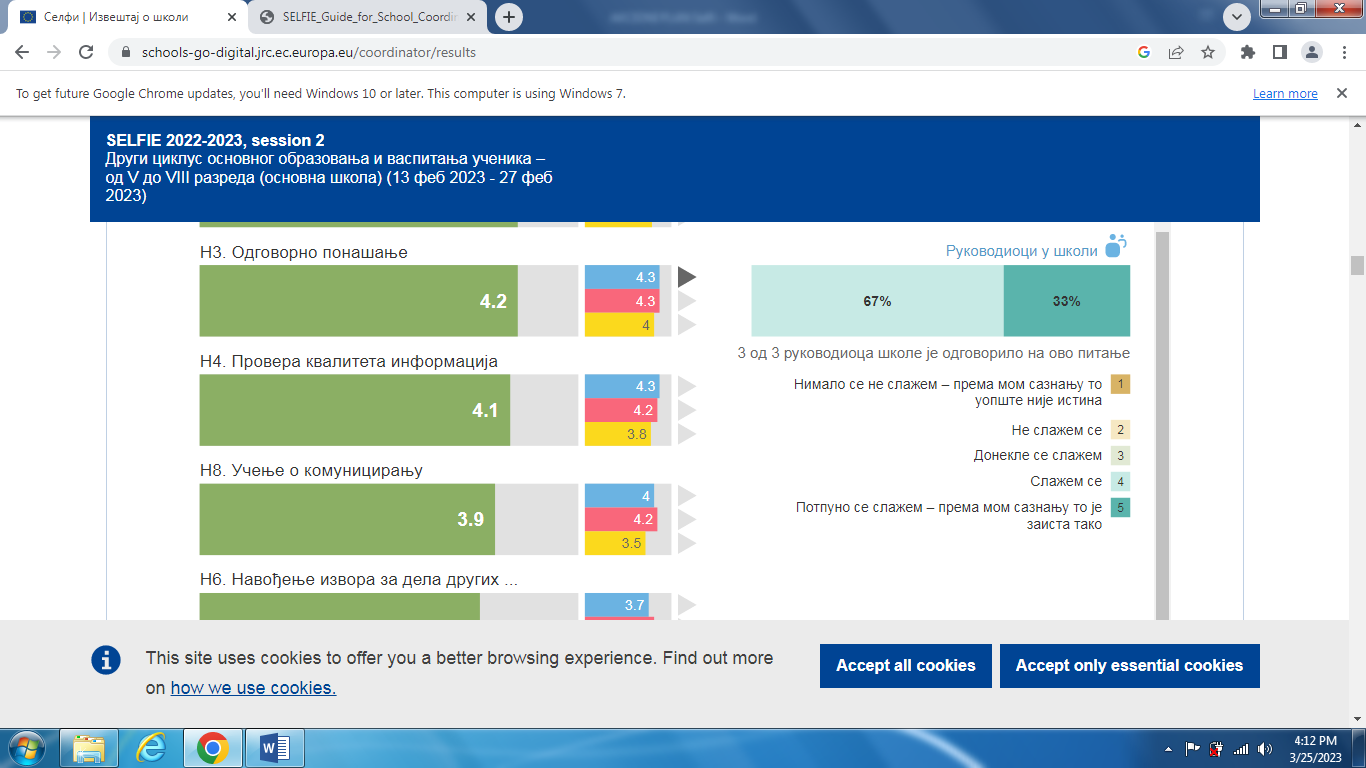 Селфи | Извештај о школи
SELFIE_Guide_for_School_Coordin
schools-go-digital.jrc.ec.europa.eu/coordinator/results
To get future Google Chrome updates, you'll need Windows 10 or later. This computer is using Windows 7.
Learn more
SELFIE 2022-2023, session 2
Други циклус основног образовања и васпитања ученика –
од V до VIII разреда (основна школа) (13 феб 2023 - 27 феб
2023)
H3. Одговорно понашање
4.2
4.3
4.3
4
H4. Провера квалитета информација
4.1
4.3
4.2
3.8
H8. Учење о комуницирању
3.9
4
4.2
3.5
H6. Навођење извора за дела других ...
3.7
Руководиоци у школи
67%
33%
3 од 3 руководиоца школе је одговорило на ово питање
Нимало се не слажем – према мом сазнању то 1
уопште није истина
Не слажем се 2
Донекле се слажем 3
Слажем се 4
Потпуно се слажем – према мом сазнању то је 5
заиста тако
This site uses cookies to offer you a better browsing experience. Find out more
on how we use cookies.
Accept all cookies
Accept only essential cookies
4:12 PM
3/25/2023